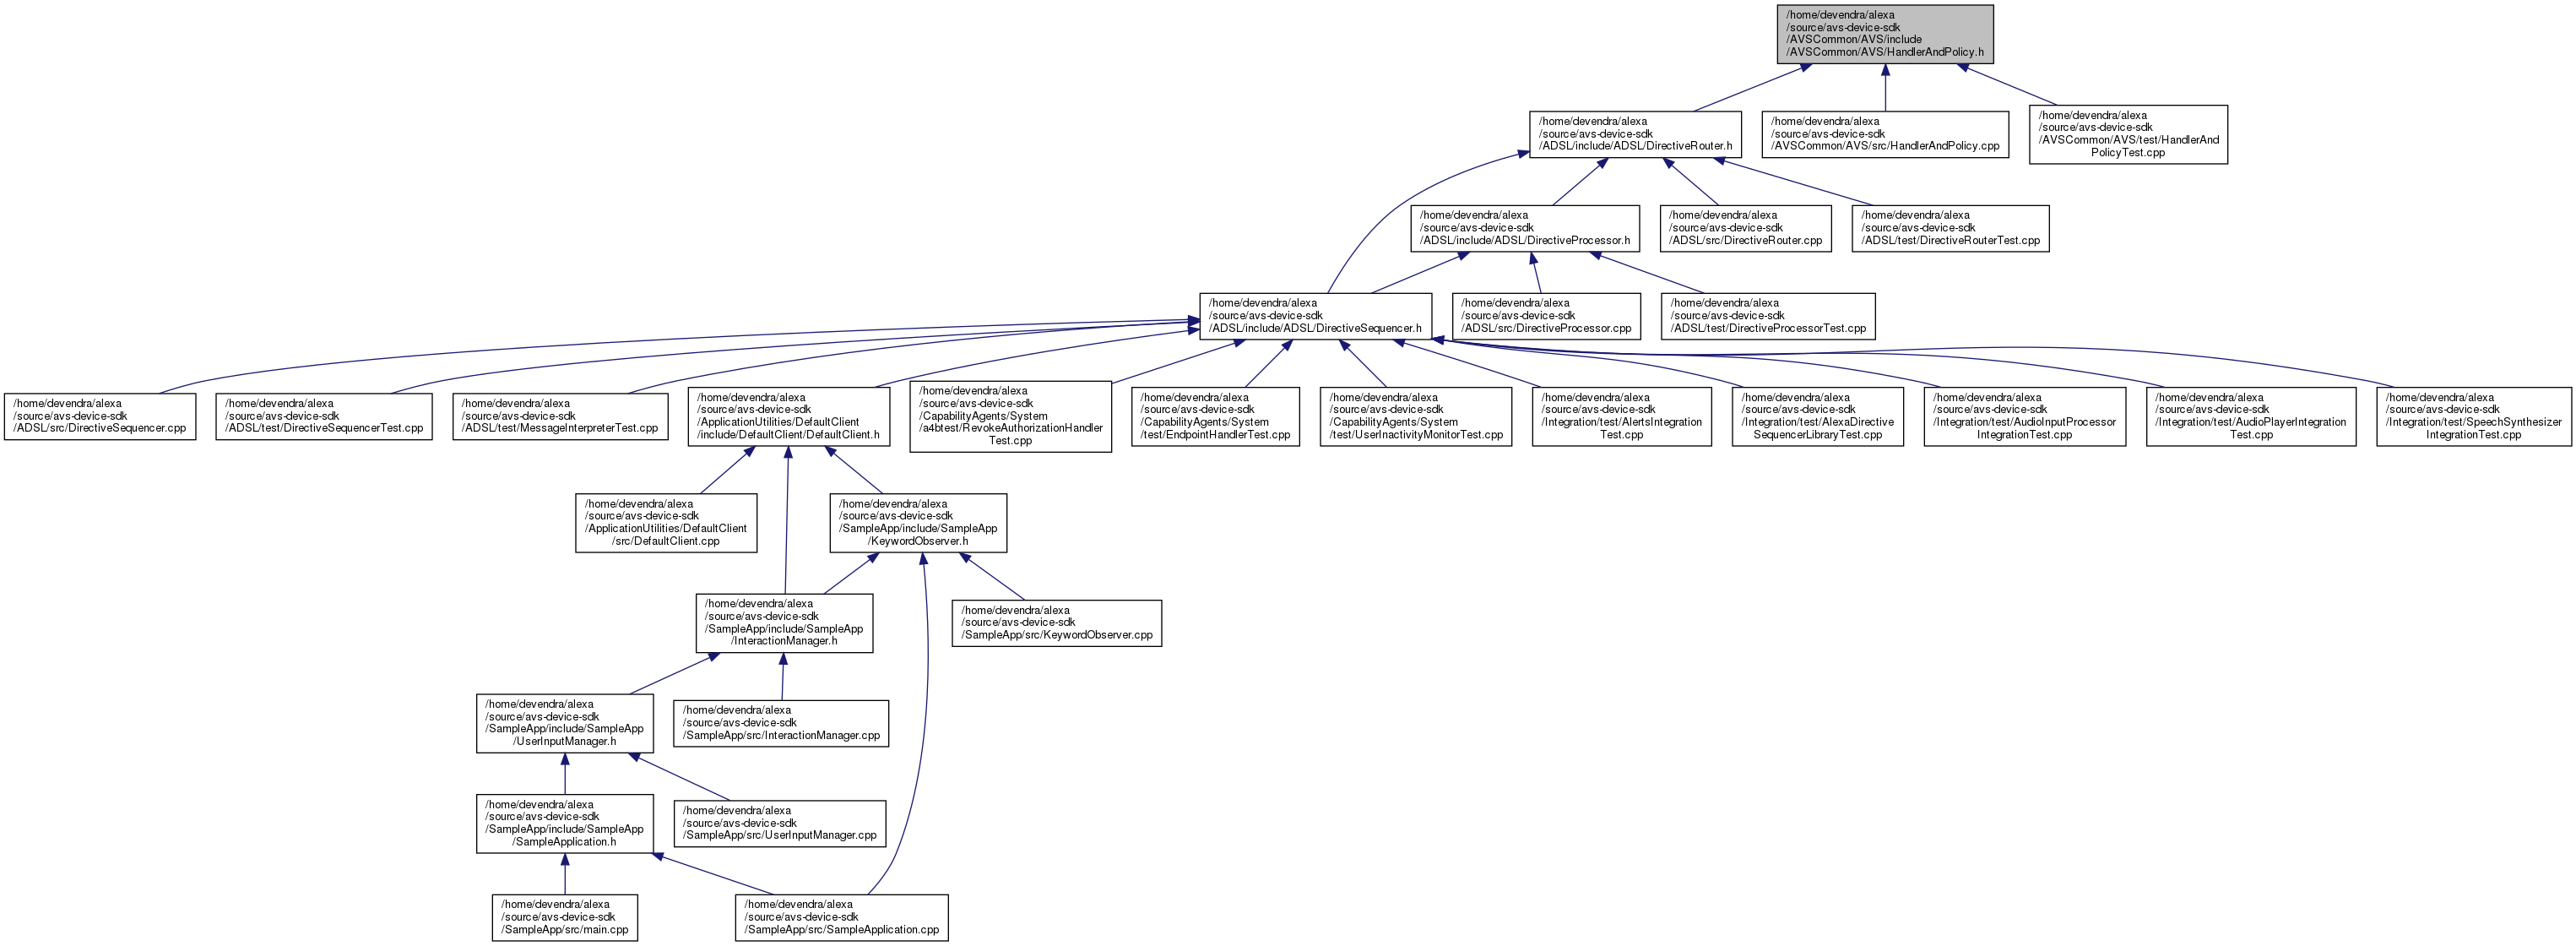 /home/devendra/alexa
/source/avs-device-sdk
/AVSCommon/AVS/include
/AVSCommon/AVS/HandlerAndPolicy.h
/home/devendra/alexa
/source/avs-device-sdk
/ADSL/include/ADSL/DirectiveRouter.h
/home/devendra/alexa
/source/avs-device-sdk
/AVSCommon/AVS/src/HandlerAndPolicy.cpp
/home/devendra/alexa
/source/avs-device-sdk
/AVSCommon/AVS/test/HandlerAnd
PolicyTest.cpp
/home/devendra/alexa
/source/avs-device-sdk
/ADSL/include/ADSL/DirectiveProcessor.h
/home/devendra/alexa
/source/avs-device-sdk
/ADSL/src/DirectiveRouter.cpp
/home/devendra/alexa
/source/avs-device-sdk
/ADSL/test/DirectiveRouterTest.cpp
/home/devendra/alexa
/source/avs-device-sdk
/ADSL/include/ADSL/DirectiveSequencer.h
/home/devendra/alexa
/source/avs-device-sdk
/ADSL/src/DirectiveProcessor.cpp
/home/devendra/alexa
/source/avs-device-sdk
/ADSL/test/DirectiveProcessorTest.cpp
/home/devendra/alexa
/source/avs-device-sdk
/ADSL/src/DirectiveSequencer.cpp
/home/devendra/alexa
/source/avs-device-sdk
/ADSL/test/DirectiveSequencerTest.cpp
/home/devendra/alexa
/source/avs-device-sdk
/ADSL/test/MessageInterpreterTest.cpp
/home/devendra/alexa
/source/avs-device-sdk
/ApplicationUtilities/DefaultClient
/include/DefaultClient/DefaultClient.h
/home/devendra/alexa
/source/avs-device-sdk
/CapabilityAgents/System
/a4btest/RevokeAuthorizationHandler
Test.cpp
/home/devendra/alexa
/source/avs-device-sdk
/CapabilityAgents/System
/test/EndpointHandlerTest.cpp
/home/devendra/alexa
/source/avs-device-sdk
/CapabilityAgents/System
/test/UserInactivityMonitorTest.cpp
/home/devendra/alexa
/source/avs-device-sdk
/Integration/test/AlertsIntegration
Test.cpp
/home/devendra/alexa
/source/avs-device-sdk
/Integration/test/AlexaDirective
SequencerLibraryTest.cpp
/home/devendra/alexa
/source/avs-device-sdk
/Integration/test/AudioInputProcessor
IntegrationTest.cpp
/home/devendra/alexa
/source/avs-device-sdk
/Integration/test/AudioPlayerIntegration
Test.cpp
/home/devendra/alexa
/source/avs-device-sdk
/Integration/test/SpeechSynthesizer
IntegrationTest.cpp
/home/devendra/alexa
/source/avs-device-sdk
/ApplicationUtilities/DefaultClient
/src/DefaultClient.cpp
/home/devendra/alexa
/source/avs-device-sdk
/SampleApp/include/SampleApp
/KeywordObserver.h
/home/devendra/alexa
/source/avs-device-sdk
/SampleApp/include/SampleApp
/InteractionManager.h
/home/devendra/alexa
/source/avs-device-sdk
/SampleApp/src/KeywordObserver.cpp
/home/devendra/alexa
/source/avs-device-sdk
/SampleApp/include/SampleApp
/UserInputManager.h
/home/devendra/alexa
/source/avs-device-sdk
/SampleApp/src/InteractionManager.cpp
/home/devendra/alexa
/source/avs-device-sdk
/SampleApp/include/SampleApp
/SampleApplication.h
/home/devendra/alexa
/source/avs-device-sdk
/SampleApp/src/UserInputManager.cpp
/home/devendra/alexa
/source/avs-device-sdk
/SampleApp/src/main.cpp
/home/devendra/alexa
/source/avs-device-sdk
/SampleApp/src/SampleApplication.cpp